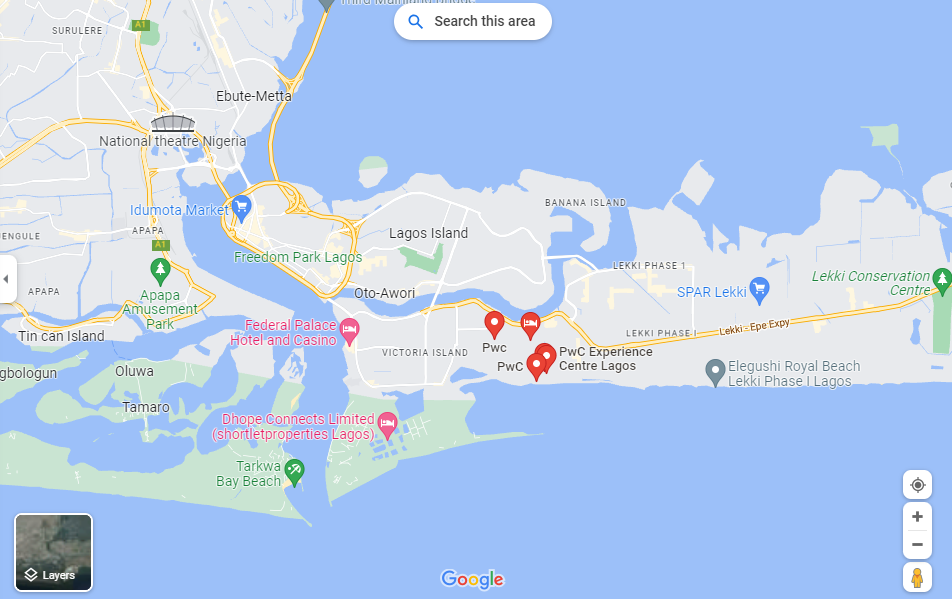 Third Mainland Bridge
Search this area
SURULERE
A1
Ebute-Metta
National theatre Nigeria
Idumota Market
BANANA ISLAND
APAPA
Lagos Island
JENGULE
A1
Freedom Park Lagos
LEKKI PHASE 1
Lekki Conservation
Centre
APAPA
Apapa
Amusement
Park
Oto-Awori
SPAR Lekki
Federal Palace
Hotel and Casino
Lekki - Epe Expy
LEKKI PHASE I
Tin can Island
Pwc
VICTORIA ISLAND
PwC Experience
Centre Lagos
PwC
gbologun
Oluwa
Elegushi Royal Beach
Lekki Phase I Lagos
Tamaro
Dhope Connects Limited
(shortletproperties Lagos)
Tarkwa
Bay Beach
Layers
Google